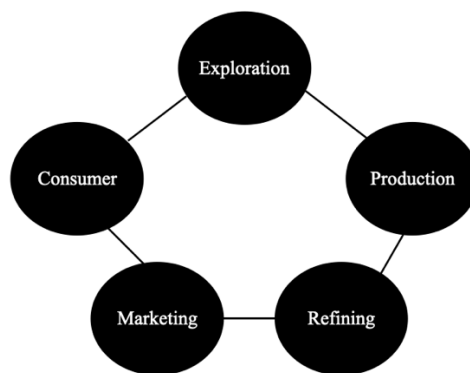 Exploration
Production
Refining
Marketing
Consumer